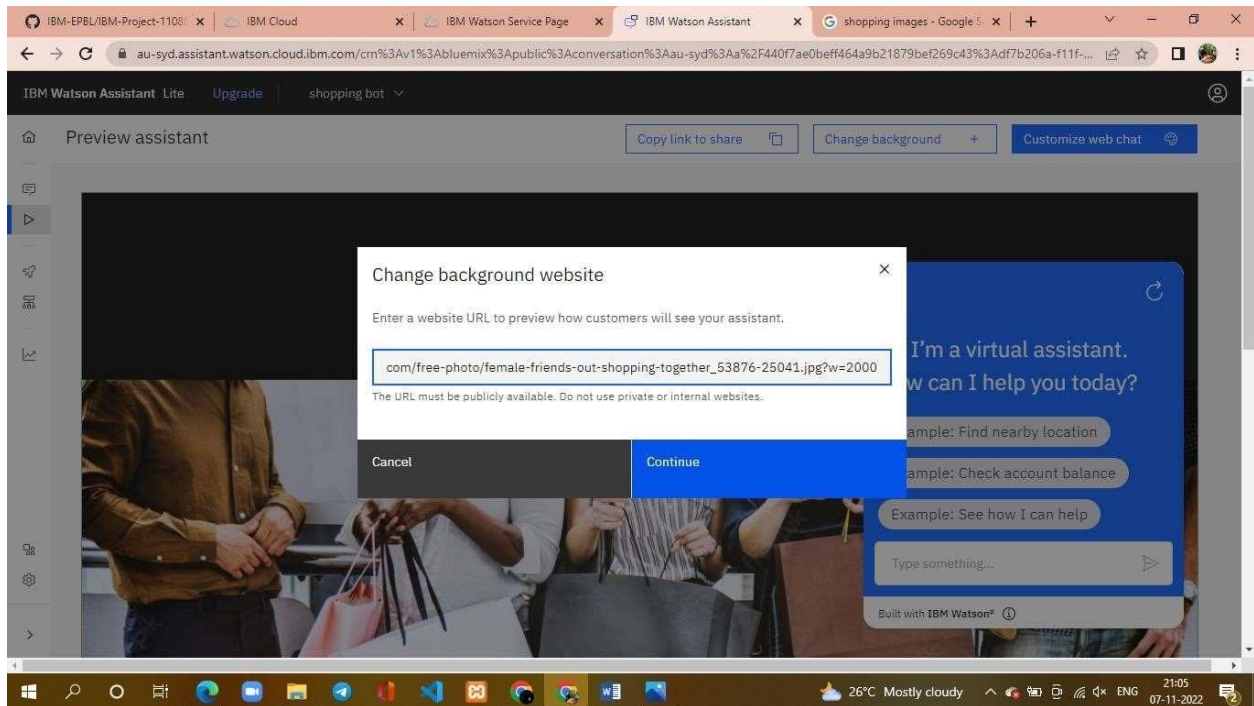 IBM-EPBL/IBM-Project-1108
IBM Cloud
IBM Watson Service Page
IBM Watson Assistant
shopping images - Google S
au-syd.assistant.watson.cloud.ibm.com/crn%3Av1%3Abluemix%3Apublic%3Aconversation%3Aau-syd%3Aa%2F440f7ae0beff464a9b21879bef269c43%3Adf7b206a-f11f-...
IBM Watson Assistant Lite Upgrade shopping bot
Preview assistant
Copy link to share
Change background +
Customize web chat
Change background website
Enter a website URL to preview how customers will see your assistant.
com/free-photo/female-friends-out-shopping-together_53876-25041.jpg?w=2000
The URL must be publicly available. Do not use private or internal websites.
Cancel
Continue
I'm a virtual assistant.
w can I help you today?
ample: Find nearby location
xample: Check account balance
Example: See how I can help
Type something...
Built with IBM Watson®
26°C Mostly cloudy
ENG
21:05
07-11-2022
2